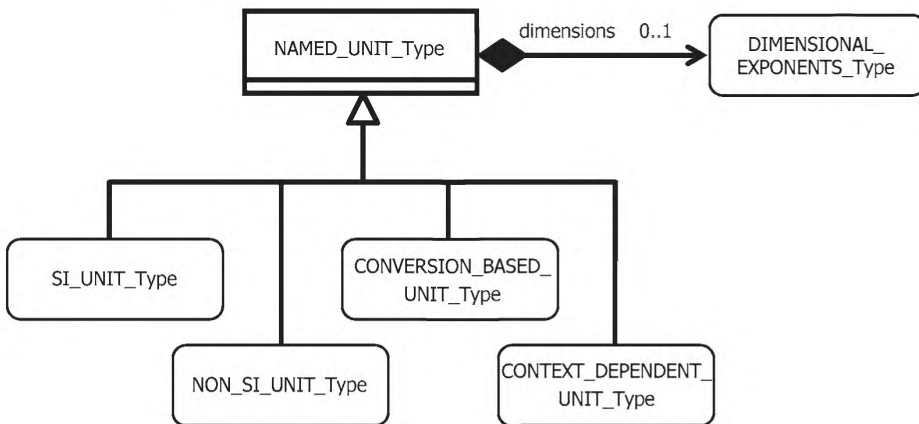 NAMED_UNIT_Type
dimensions 0..1
DIMENSIONAL_
EXPONENTS_Type
SI_UNIT_Type
CONVERSION_BASED_
UNIT_Type
NON_SI_UNIT_Type
CONTEXT_DEPENDENT_
UNIT_Type